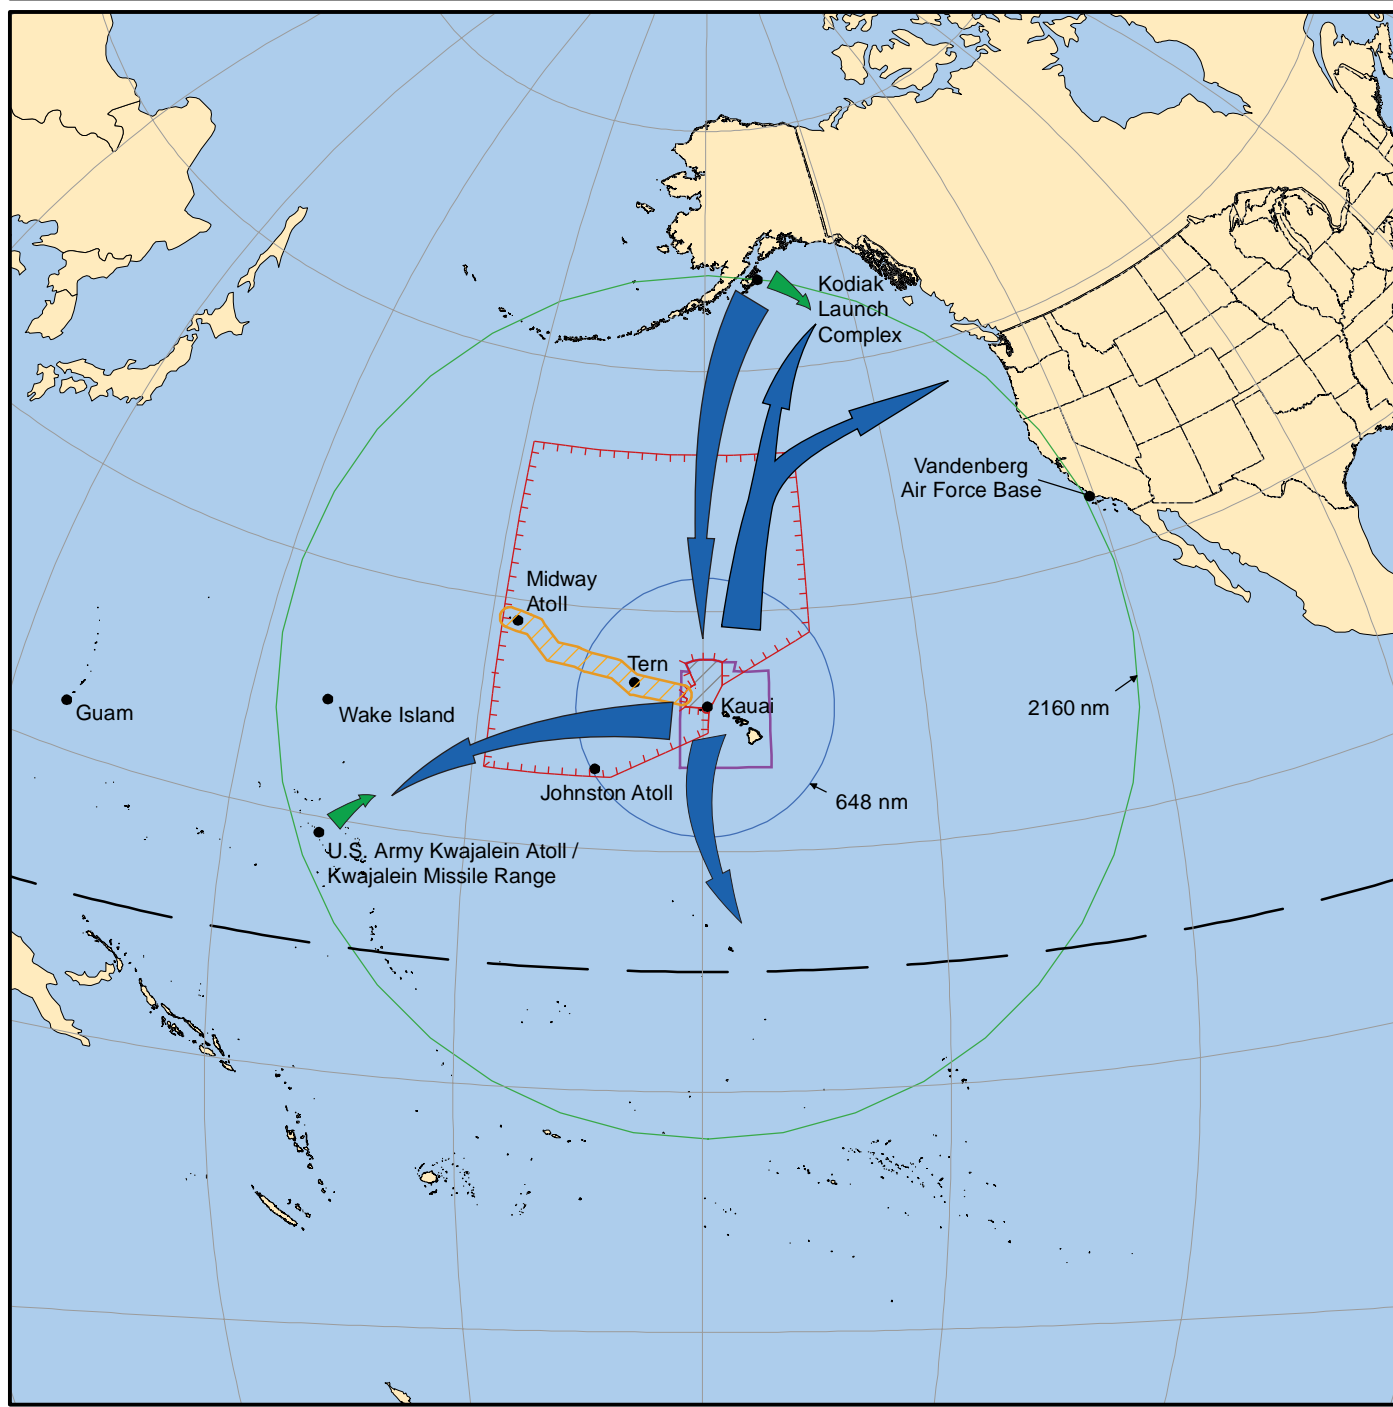 Kodiak
Launch
Complex
Vandenberg
Air Force Base
Midway
Atoll
Tern
Guam
Wake Island
Kauai
2160 nm
Johnston Atoll
648 nm
U.S. Army Kwajalein Atoll /
Kwajalein Missile Range